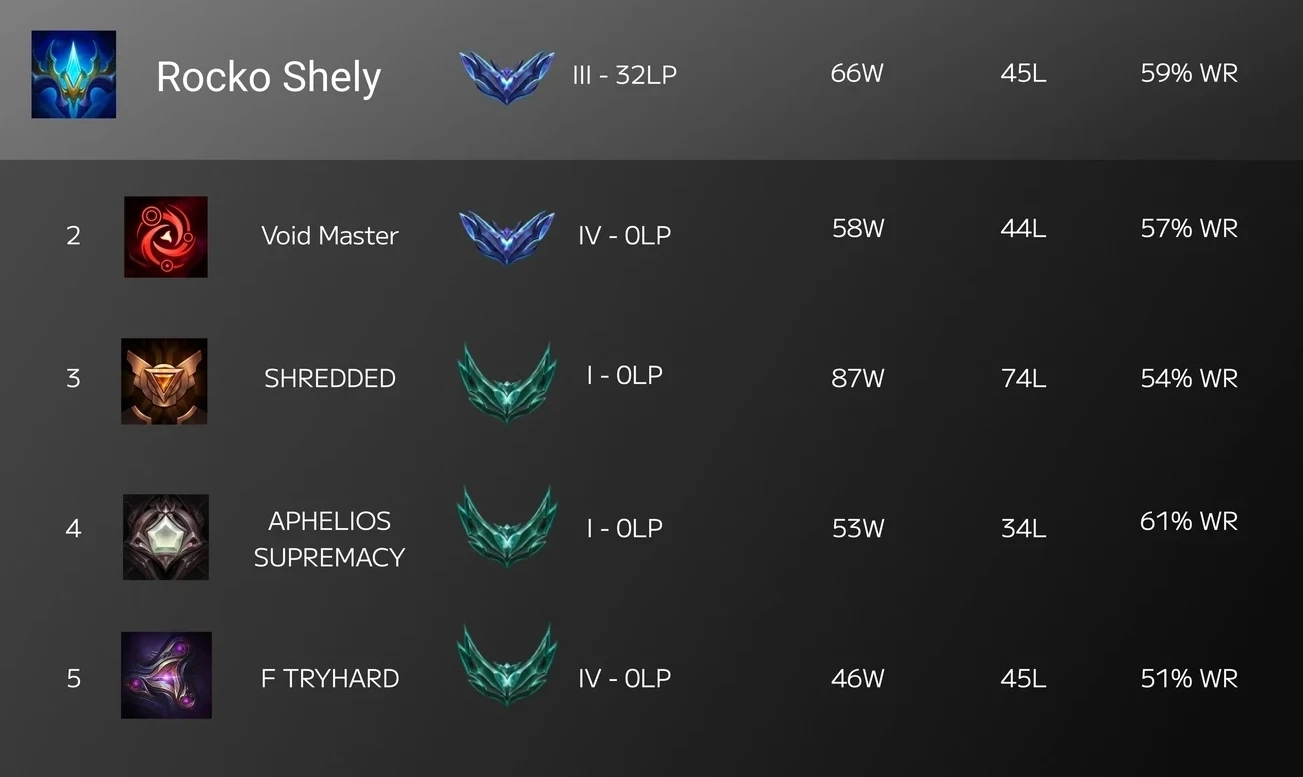 Rocko Shely III - 32LP 66W 45L 59% WR
2 Void Master IV - 0LP 58W 44L 57% WR
3 SHREDDED I - 0LP 87W 74L 54% WR
4 APHELIOS SUPREMACY I - 0LP 53W 34L 61% WR
5 F TRYHARD IV - 0LP 46W 45L 51% WR